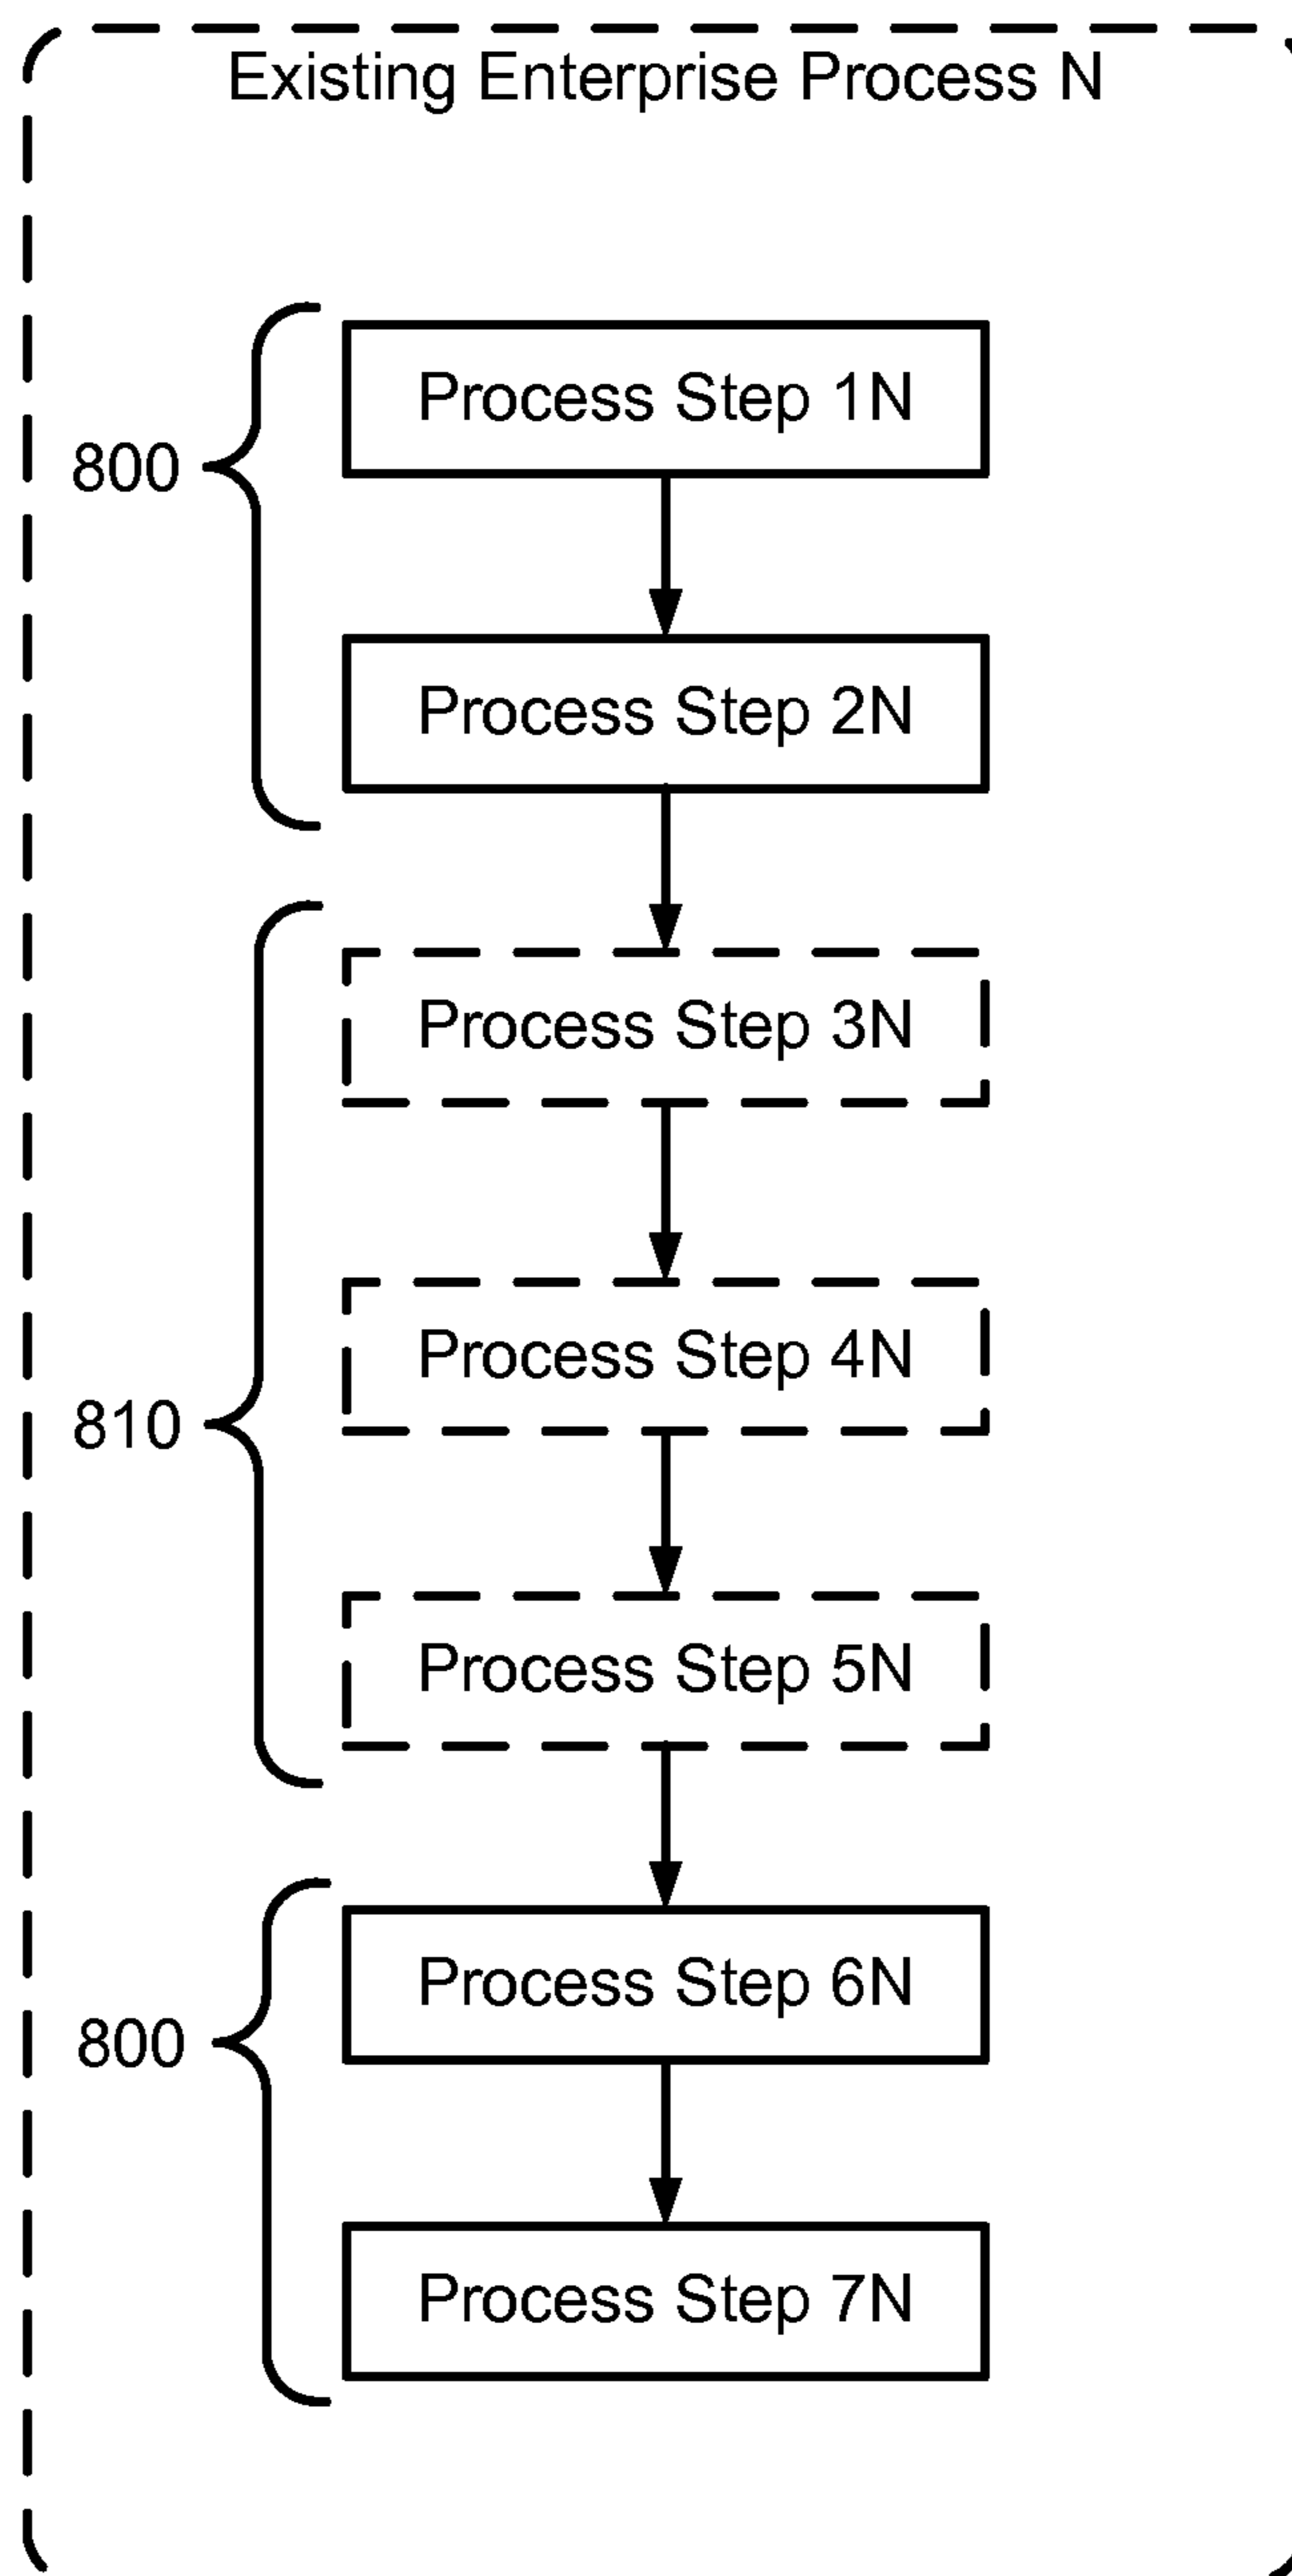 Existing Enterprise Process N
Process Step 1N
800
Process Step 2N
Process Step 3N
Process Step 4N
810
Process Step 5N
Process Step 6N
800
Process Step 7N